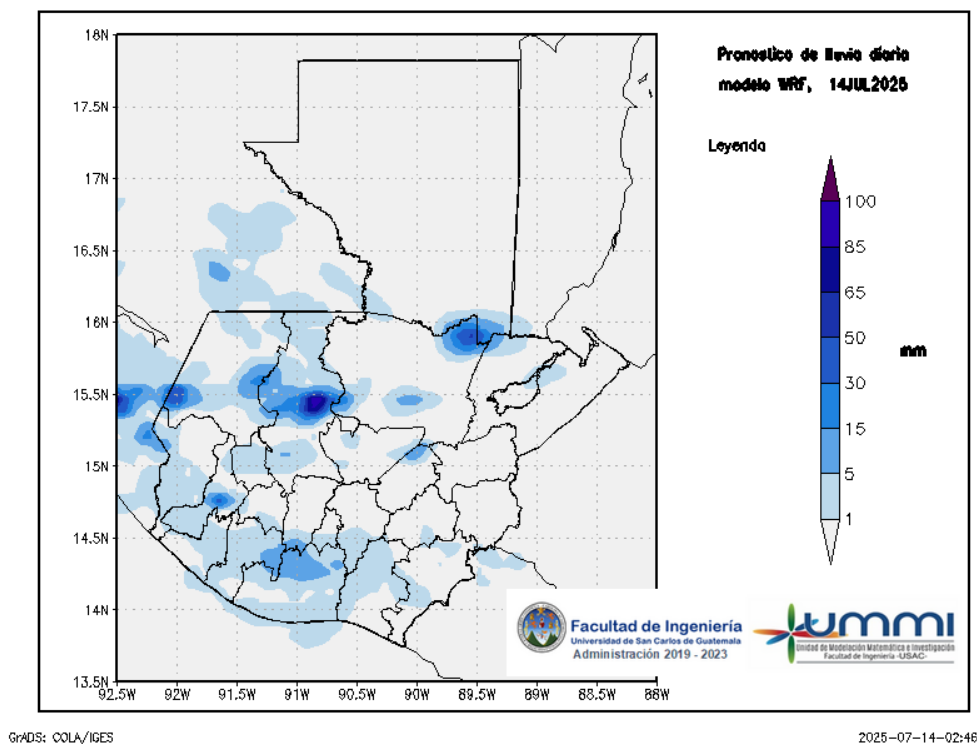 Pronostico de lluvia diaria
modelo WRF, 14JUL2025
Leyenda
100
85
65
50
30
15
5
1
mm
18N
17.5N
17N
16.5N
16N
15.5N
15N
14.5N
14N
13.5N
92.5W 92W 91.5W 91W 90.5W 90W 89.5W 89W 88.5W 88W
Facultad de Ingeniería
Universidad de San Carlos de Guatemala
Administración 2019 - 2023
UMMI
Unidad de Modelación Matemática e Investigación
Facultad de Ingeniería -USAC-
GrADS: COLA/IGES
2025-07-14-02:46